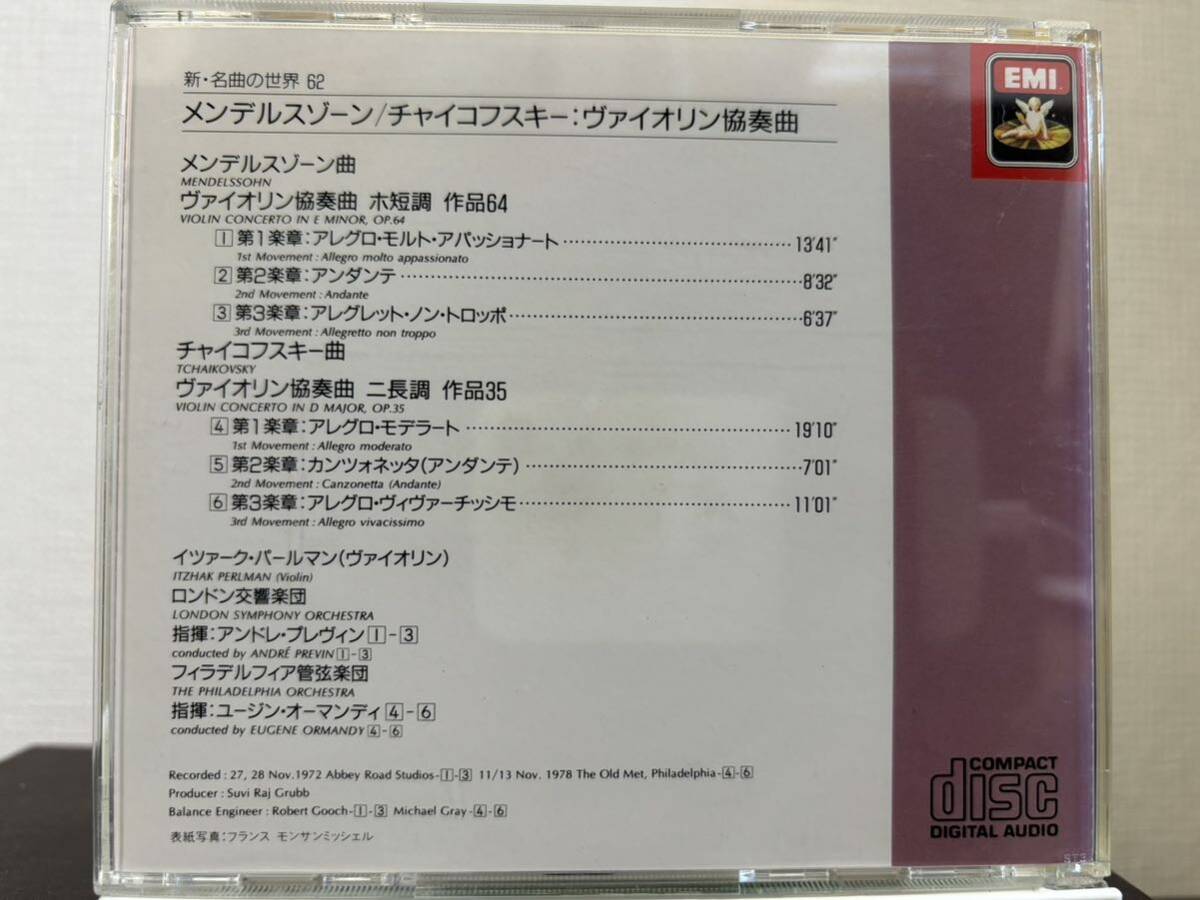 新・名曲の世界 62
メンデルスゾーン/チャイコフスキー:ヴァイオリン協奏曲
EMI
メンデルスゾーン曲
MENDELSSOHN
ヴァイオリン協奏曲 ホ短調 作品64
VIOLIN CONCERTO IN E MINOR, OP.64
1 第1楽章:アレグロ・モルト・アパッショナート 13'41"
1st Movement : Allegro molto appassionato
2 第2楽章:アンダンテ 8'32"
2nd Movement : Andante
3 第3楽章:アレグレット・ノン・トロッポ 6'37"
3rd Movement : Allegretto non troppo
チャイコフスキー曲
TCHAIKOVSKY
ヴァイオリン協奏曲 ニ長調 作品35
VIOLIN CONCERTO IN D MAJOR, OP.35
4 第1楽章:アレグロ・モデラート 19'10"
1st Movement : Allegro moderato
5 第2楽章:カンツォネッタ(アンダンテ) 7'01"
2nd Movement : Canzonetta (Andante)
6 第3楽章:アレグロ・ヴィヴァーチッシモ 11'01"
3rd Movement : Allegro vivacissimo
イツァーク・パールマン(ヴァイオリン)
ITZHAK PERLMAN (Violin)
ロンドン交響楽団
LONDON SYMPHONY ORCHESTRA
指揮:アンドレ・プレヴィン 1-3
conducted by ANDRÉ PREVIN 1-3
フィラデルフィア管弦楽団
THE PHILADELPHIA ORCHESTRA
指揮:ユージン・オーマンディ 4-6
conducted by EUGENE ORMANDY 4-6
Recorded : 27, 28 Nov.1972 Abbey Road Studios-1-3 11/13 Nov. 1978 The Old Met, Philadelphia-4-6
Producer : Suvi Raj Grubb
Balance Engineer : Robert Gooch-1-3 Michael Gray-4-6
表紙写真:フランス モンサンミッシェル
COMPACT
disc
DIGITAL AUDIO